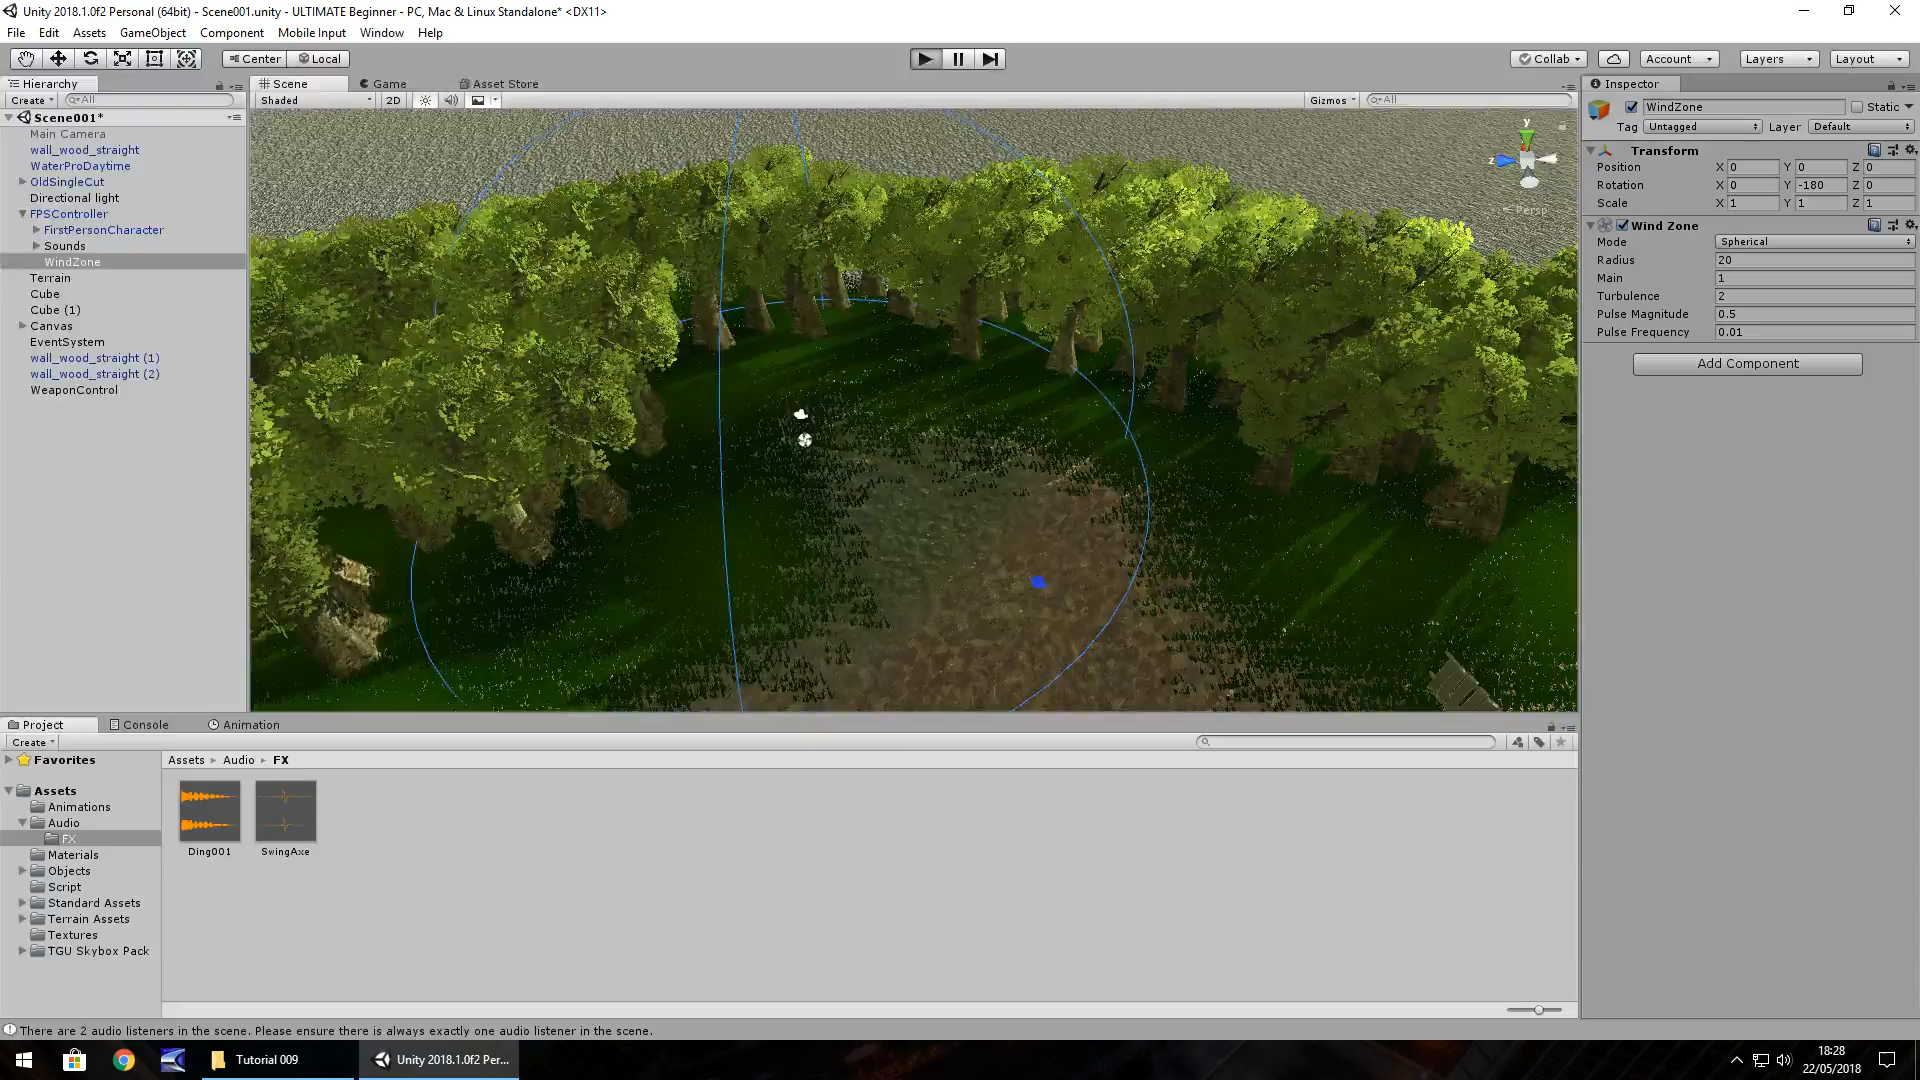 Unity 2018.1.0f2 Personal (64bit) - Scene001.unity - ULTIMATE Beginner - PC, Mac & Linux Standalone* <DX11>
File Edit Assets GameObject Component Mobile Input Window Help
Center Local Collab Account Layers Layout
Hierarchy Scene Game Asset Store Inspector
Create All Shaded 2D Gizmos All
WindZone Static
Tag Untagged Layer Default
Scene001*
Main Camera
wall_wood_straight
WaterProDaytime
OldSingleCut
Directional light
FPSController
FirstPersonCharacter
Sounds
WindZone
Terrain
Cube
Cube (1)
Canvas
EventSystem
wall_wood_straight (1)
wall_wood_straight (2)
WeaponControl
y
z
Persp
Transform
Position X 0 Y 0 Z 0
Rotation X 0 Y -180 Z 0
Scale X 1 Y 1 Z 1
Wind Zone
Mode Spherical
Radius 20
Main 1
Turbulence 2
Pulse Magnitude 0.5
Pulse Frequency 0.01
Add Component
Project Console Animation
Create
Favorites
Assets
Animations
Audio
FX
Materials
Objects
Script
Standard Assets
Terrain Assets
Textures
TGU Skybox Pack
Assets Audio FX
Ding001 SwingAxe
There are 2 audio listeners in the scene. Please ensure there is always exactly one audio listener in the scene.
Tutorial 009 Unity 2018.1.0f2 Per...
18:28
22/05/2018